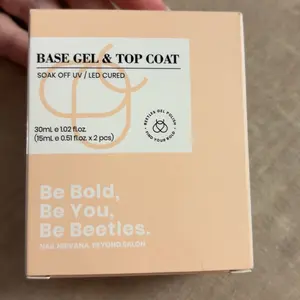 BASE GEL & TOP COAT
SOAK OFF UV / LED CURED
30mL e 1.02 fl.oz.
(15mL e 0.51 fl.oz. x 2 pcs)
BEETLES GEL POLISH
FIND YOUR BOLD
Be Bold,
Be You,
Be Beetles.
NAIL NIRVANA BEYOND SALON